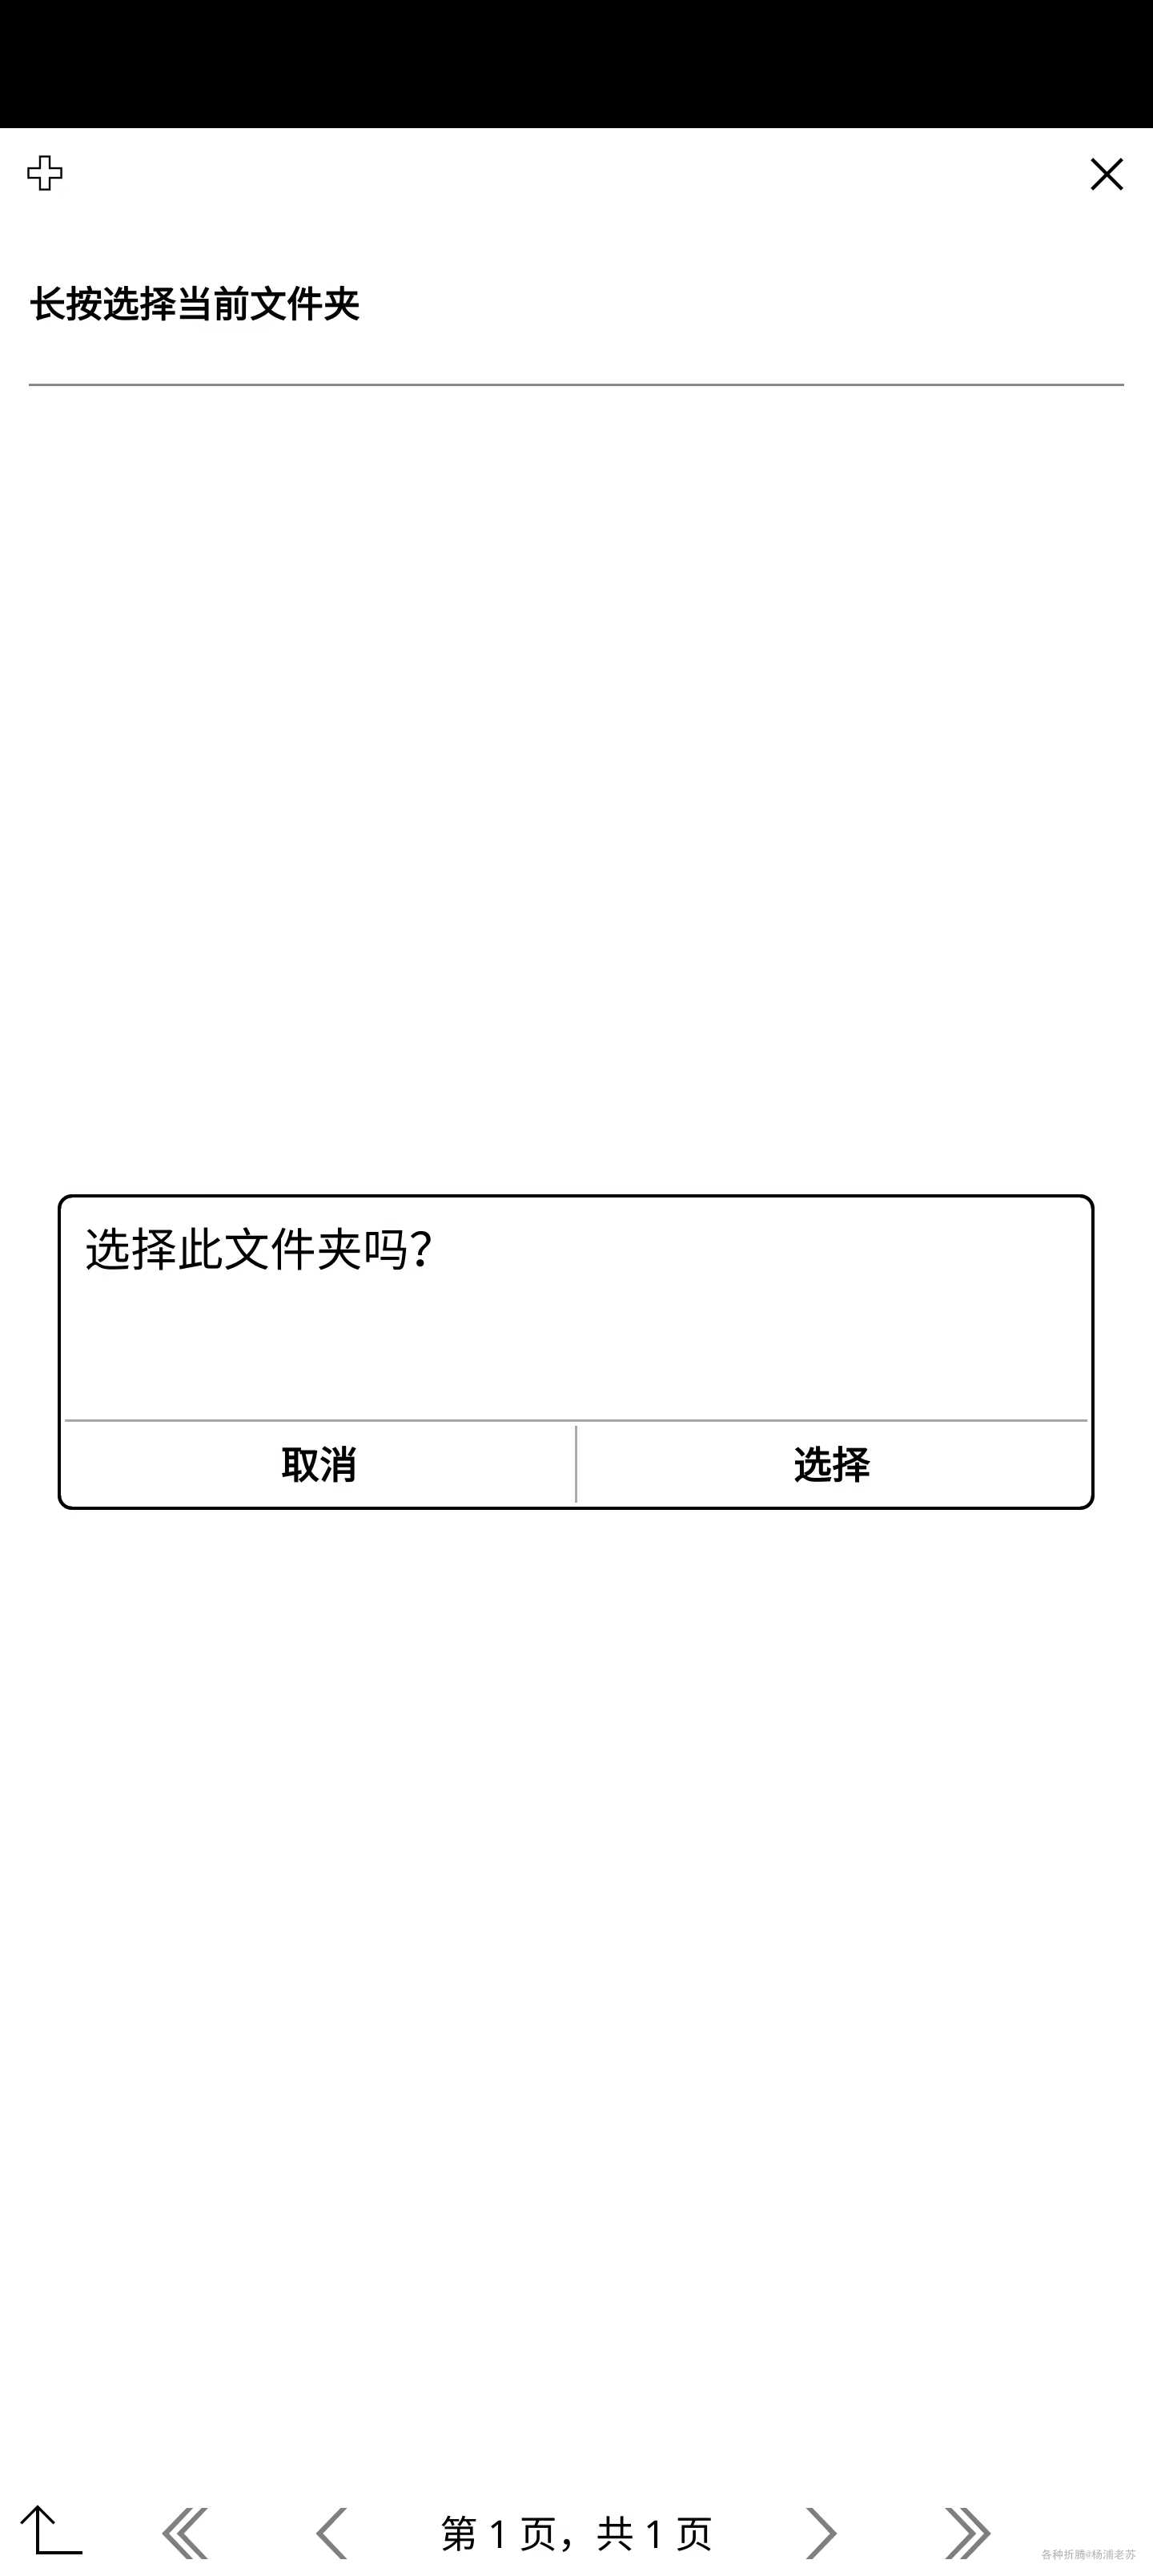 长按选择当前文件夹
选择此文件夹吗？
取消
选择
第 1 页，共 1 页
各种折腾#杨浦老苏